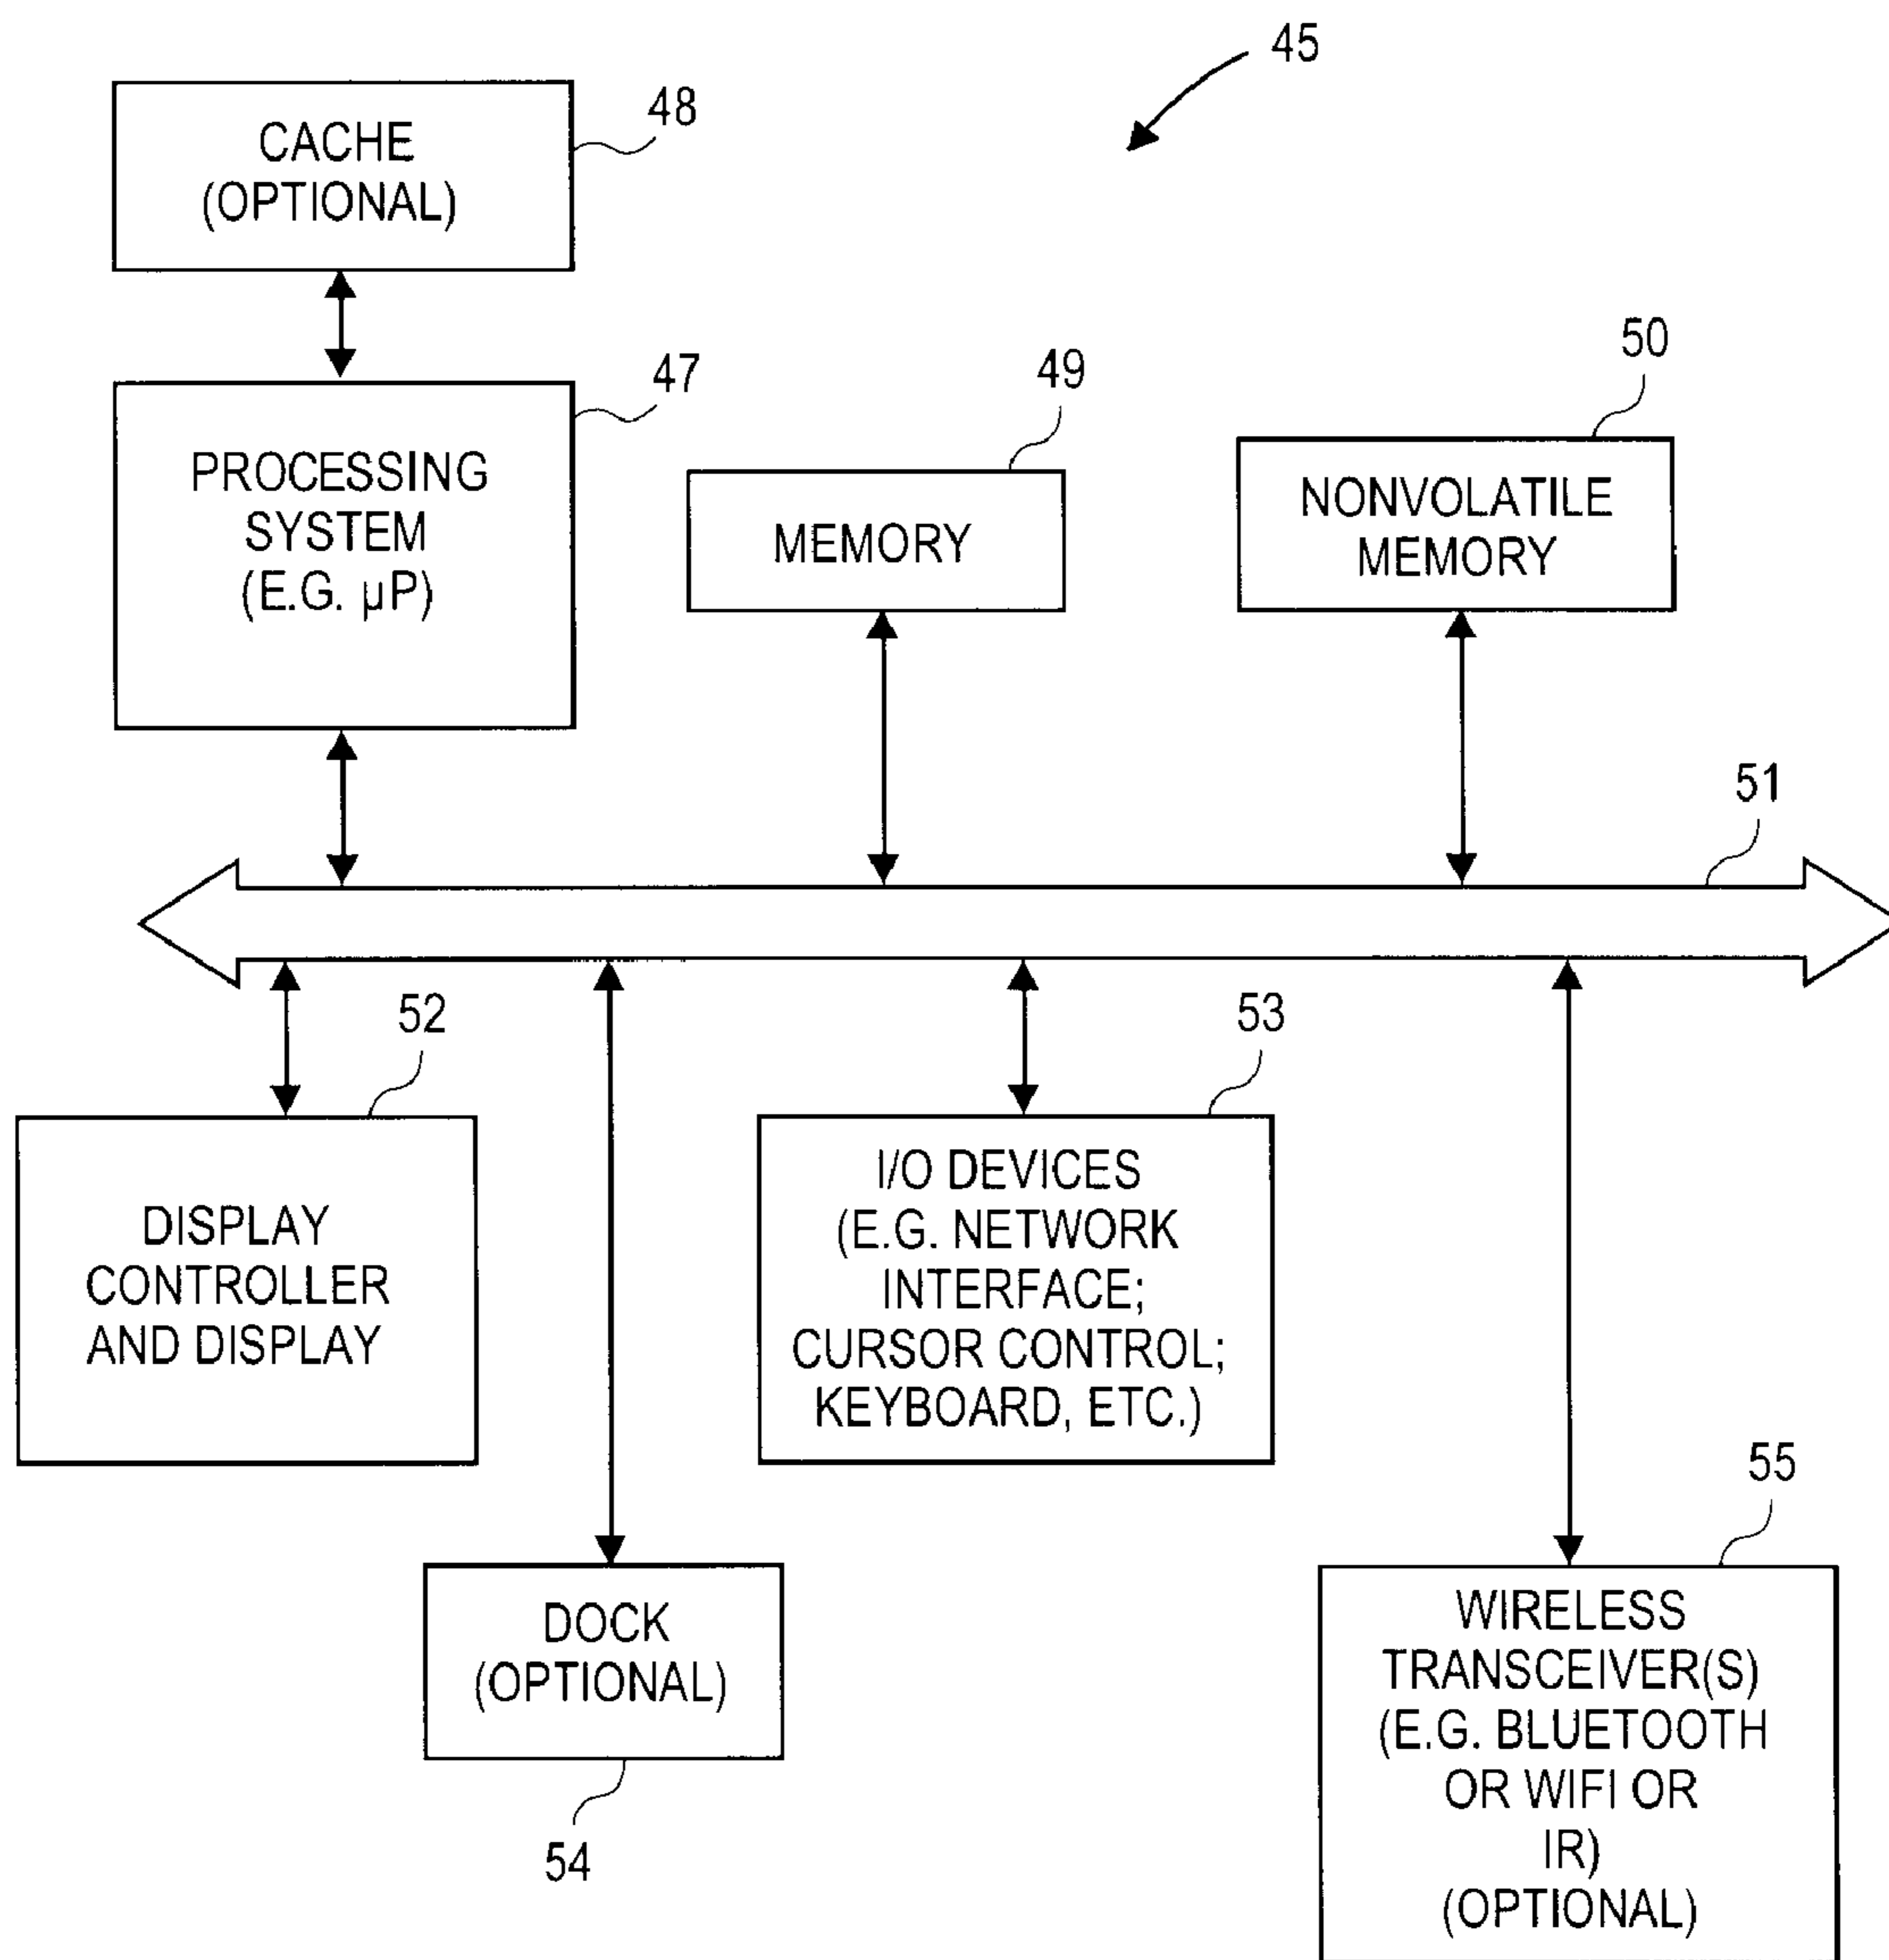 45
48
CACHE
(OPTIONAL)
47
PROCESSING
SYSTEM
(E.G. µP)
49
MEMORY
50
NONVOLATILE
MEMORY
51
52
DISPLAY
CONTROLLER
AND DISPLAY
53
I/O DEVICES
(E.G. NETWORK
INTERFACE;
CURSOR CONTROL;
KEYBOARD, ETC.)
DOCK
(OPTIONAL)
54
55
WIRELESS
TRANSCEIVER(S)
(E.G. BLUETOOTH
OR WIFI OR
IR)
(OPTIONAL)